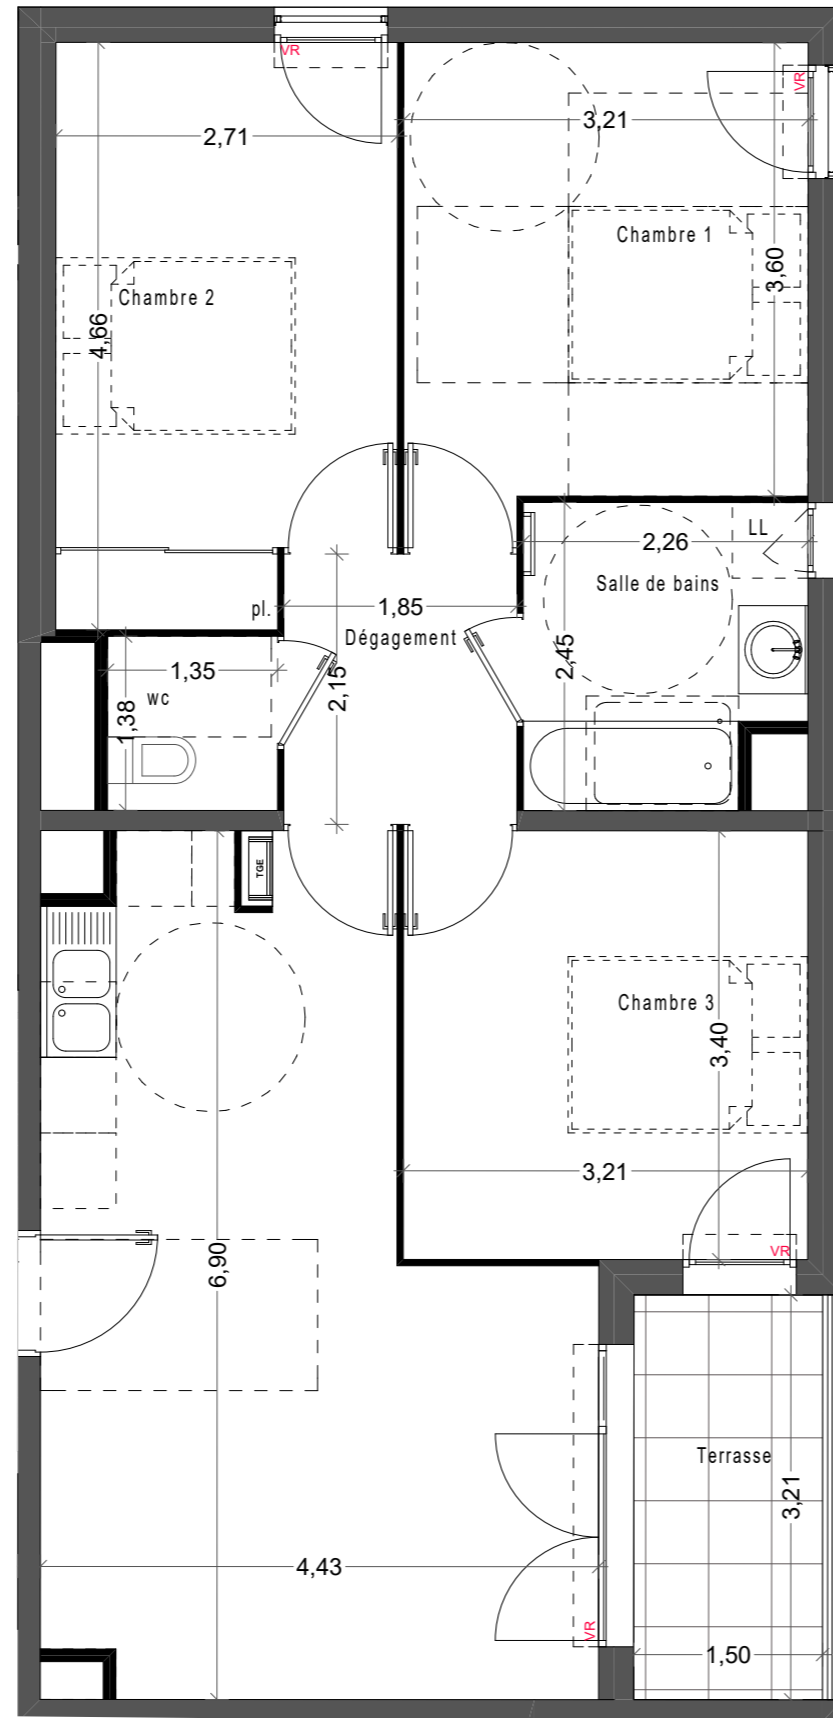 VR
VR
2,71
3,21
Chambre 1
3,60
Chambre 2
4,66
LL
2,26
Salle de bains
pl.
1,85
Dégagement
2,45
1,35
wc
2,15
1,38
TGE
Chambre 3
3,40
3,21
6,90
VR
Terrasse
3,21
4,43
VR
1,50